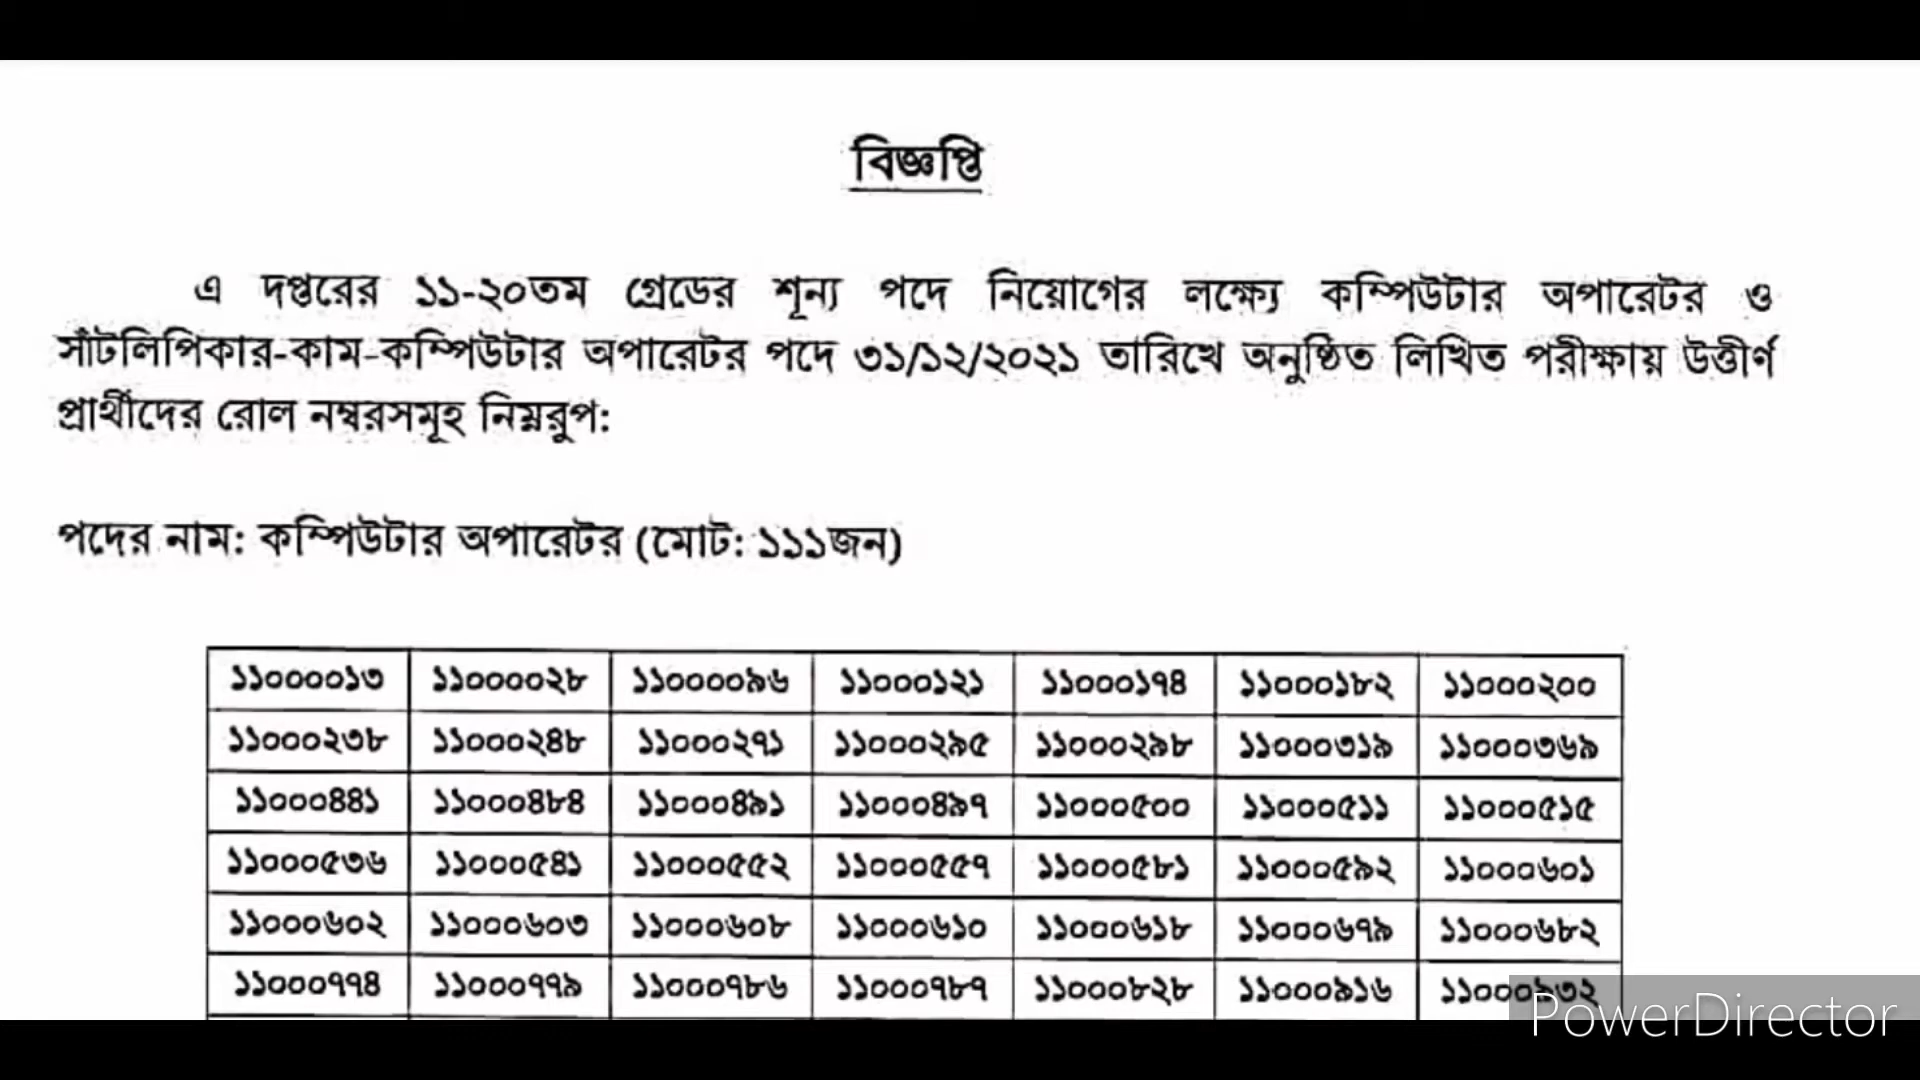 বিজ্ঞপ্তি
এ দপ্তরের ১১-২০তম গ্রেডের শূন্য পদে নিয়োগের লক্ষ্যে কম্পিউটার অপারেটর ও
সাঁটলিপিকার-কাম-কম্পিউটার অপারেটর পদে ৩১/১২/২০২১ তারিখে অনুষ্ঠিত লিখিত পরীক্ষায় উত্তীর্ণ
প্রার্থীদের রোল নম্বরসমূহ নিম্নরুপ:
পদের নাম: কম্পিউটার অপারেটর (মোট: ১১১জন)
১১০০০০১৩ ১১০০০০২৮ ১১০০০০৯৬ ১১০০০১২১ ১১০০০১৭৪ ১১০০০১৮২ ১১০০০২০০
১১০০০২৩৮ ১১০০০২৪৮ ১১০০০২৭১ ১১০০০২৯৫ ১১০০০২৯৮ ১১০০০৩১৯ ১১০০০৩৬৯
১১০০০৪৪১ ১১০০০৪৮৪ ১১০০০৪৯১ ১১০০০৪৯৭ ১১০০০৫০০ ১১০০০৫১১ ১১০০০৫১৫
১১০০০৫৩৬ ১১০০০৫৪১ ১১০০০৫৫২ ১১০০০৫৫৭ ১১০০০৫৮১ ১১০০০৫৯২ ১১০০০৬০১
১১০০০৬০২ ১১০০০৬০৩ ১১০০০৬০৮ ১১০০০৬১০ ১১০০০৬১৮ ১১০০০৬৭৯ ১১০০০৬৮২
১১০০০৭৭৪ ১১০০০৭৭৯ ১১০০০৭৮৬ ১১০০০৭৮৭ ১১০০০৮২৮ ১১০০০৯১৬ ১১০০০৯৩২
PowerDirector